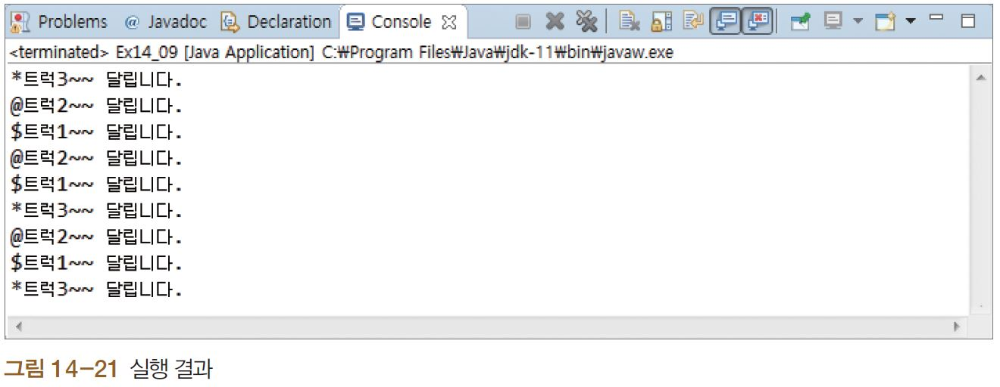 Problems @ Javadoc Declaration Console
<terminated> Ex14_09 [Java Application] C:₩Program Files₩Java₩jdk-11₩bin₩javaw.exe
*트럭3~~ 달립니다.
@트럭2~~ 달립니다.
$트럭1~~ 달립니다.
@트럭2~~ 달립니다.
$트럭1~~ 달립니다.
*트럭3~~ 달립니다.
@트럭2~~ 달립니다.
$트럭1~~ 달립니다.
*트럭3~~ 달립니다.
그림 14-21 실행 결과